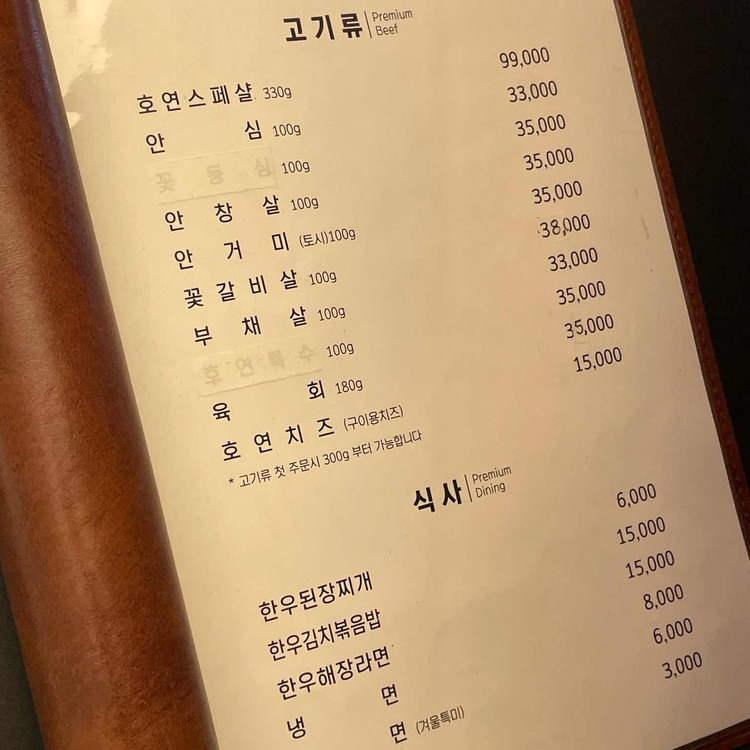 고기류 Premium Beef
호연스페샬 330g 99,000
안심 100g 33,000
꽃등심 100g 35,000
안창살 100g 35,000
안거미 (토시)100g 35,000
꽃갈비살 100g 38,000
부채살 100g 33,000
호연특수 100g 35,000
육회 180g 35,000
호연치즈 (구이용치즈) 15,000
* 고기류 첫 주문시 300g 부터 가능합니다
식사 Premium Dining
한우된장찌개 6,000
한우김치볶음밥 15,000
한우해장라면 15,000
냉면 8,000
면 (겨울특미) 6,000
3,000